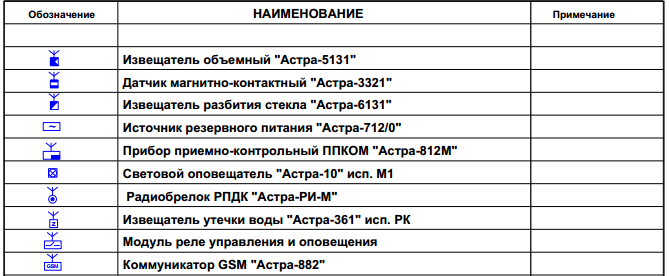 Обозначение НАИМЕНОВАНИЕ Примечание
Извещатель объемный "Астра-5131"
Датчик магнитно-контактный "Астра-3321"
Извещатель разбития стекла "Астра-6131"
~ Источник резервного питания "Астра-712/0"
Прибор приемно-контрольный ППКОМ "Астра-812М"
Световой оповещатель "Астра-10" исп. М1
Радиобрелок РПДК "Астра-РИ-М"
z Извещатель утечки воды "Астра-361" исп. РК
Модуль реле управления и оповещения
GSM Коммуникатор GSM "Астра-882"